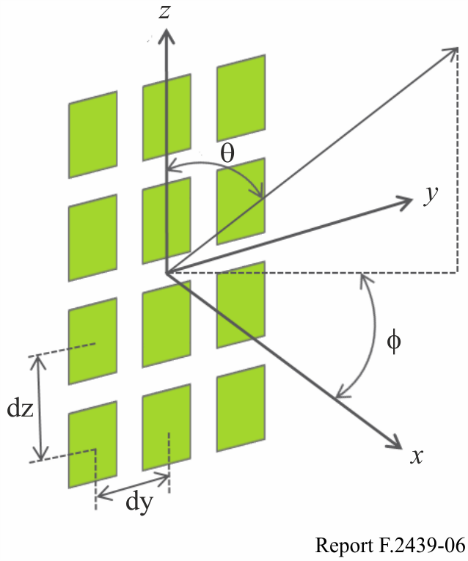 z
θ
y
ϕ
dz
x
dy
Report F.2439-06